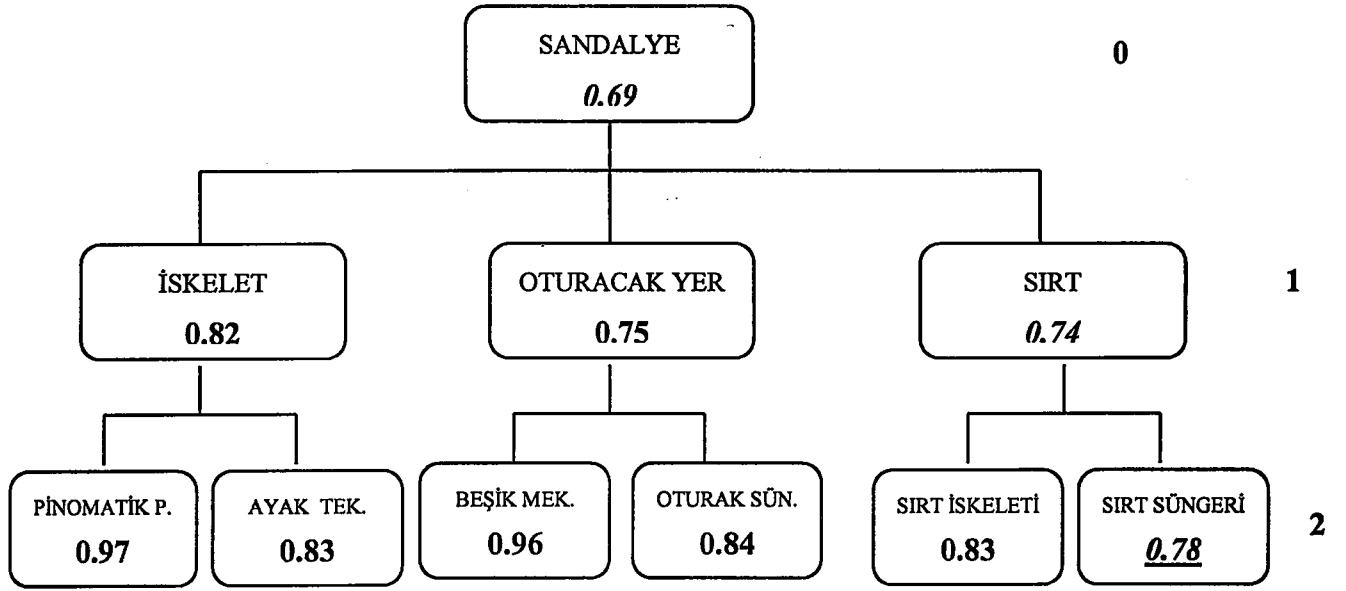 SANDALYE
0.69
0
İSKELET
0.82
OTURACAK YER
0.75
SIRT
0.74
1
PİNOMATİK P.
0.97
AYAK TEK.
0.83
BEŞİK MEK.
0.96
OTURAK SÜN.
0.84
SIRT İSKELETİ
0.83
SIRT SÜNGERİ
0.78
2